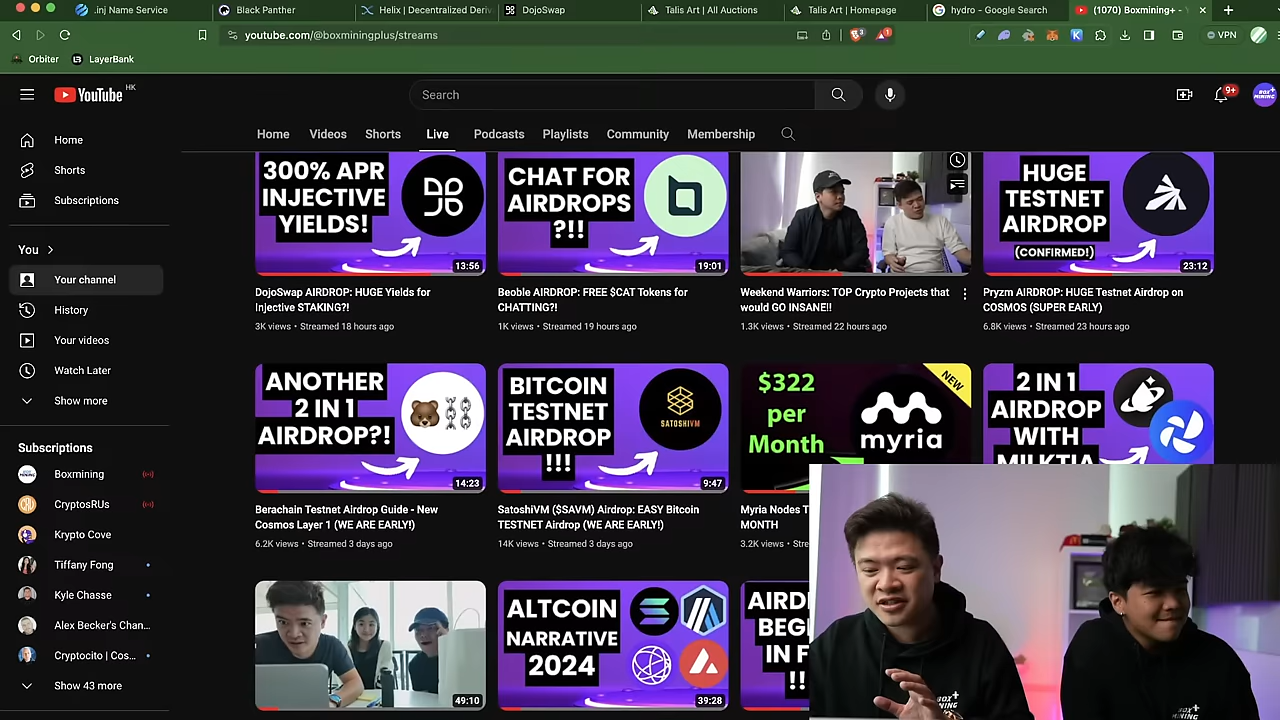 .inj Name Service
Black Panther
Helix | Decentralized Deriv
DojoSwap
Talis Art | All Auctions
Talis Art | Homepage
hydro - Google Search
(1070) Boxmining+ -
youtube.com/@boxminingplus/streams
VPN
Orbiter
LayerBank
YouTube HK
Search
9+
Home
Videos
Shorts
Live
Podcasts
Playlists
Community
Membership
Home
Shorts
Subscriptions
You
Your channel
History
Your videos
Watch Later
Show more
Subscriptions
Boxmining
CryptosRUs
Krypto Cove
Tiffany Fong
Kyle Chasse
Alex Becker's Chan...
Cryptocito | Cos...
Show 43 more
300% APR
INJECTIVE
YIELDS!
13:56
DojoSwap AIRDROP: HUGE Yields for
Injective STAKING?!
3K views • Streamed 18 hours ago
CHAT FOR
AIRDROPS
?!!
19:01
Beoble AIRDROP: FREE $CAT Tokens for
CHATTING?!
1K views • Streamed 19 hours ago
Weekend Warriors: TOP Crypto Projects that
would GO INSANE!!
1.3K views • Streamed 22 hours ago
HUGE
TESTNET
AIRDROP
(CONFIRMED!)
23:12
Pryzm AIRDROP: HUGE Testnet Airdrop on
COSMOS (SUPER EARLY)
6.8K views • Streamed 23 hours ago
ANOTHER
2 IN 1
AIRDROP?!
14:23
Berachain Testnet Airdrop Guide - New
Cosmos Layer 1 (WE ARE EARLY!)
6.2K views • Streamed 3 days ago
BITCOIN
TESTNET
AIRDROP
!!!
SATOSHIVM
9:47
SatoshiVM ($SAVM) Airdrop: EASY Bitcoin
TESTNET Airdrop (WE ARE EARLY!)
14K views • Streamed 3 days ago
$322
per
Month
NEW
myria
Myria Nodes T
MONTH
3.2K views • Stre
2 IN 1
AIRDROP
WITH
MILKTIA
49:10
ALTCOIN
NARRATIVE
2024
39:28
AIRD
BEG
IN F
!!
BOX+
MINING
BOX+
MINING